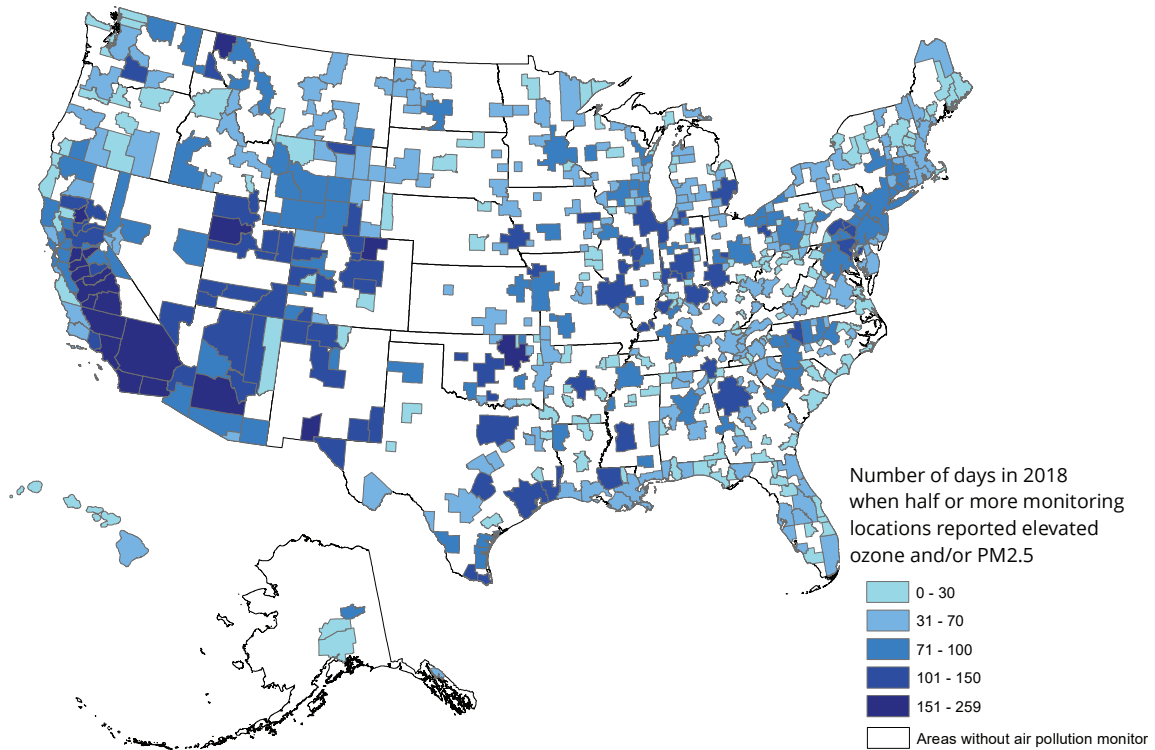 Number of days in 2018
when half or more monitoring
locations reported elevated
ozone and/or PM2.5
0 - 30
31 - 70
71 - 100
101 - 150
151 - 259
Areas without air pollution monitor